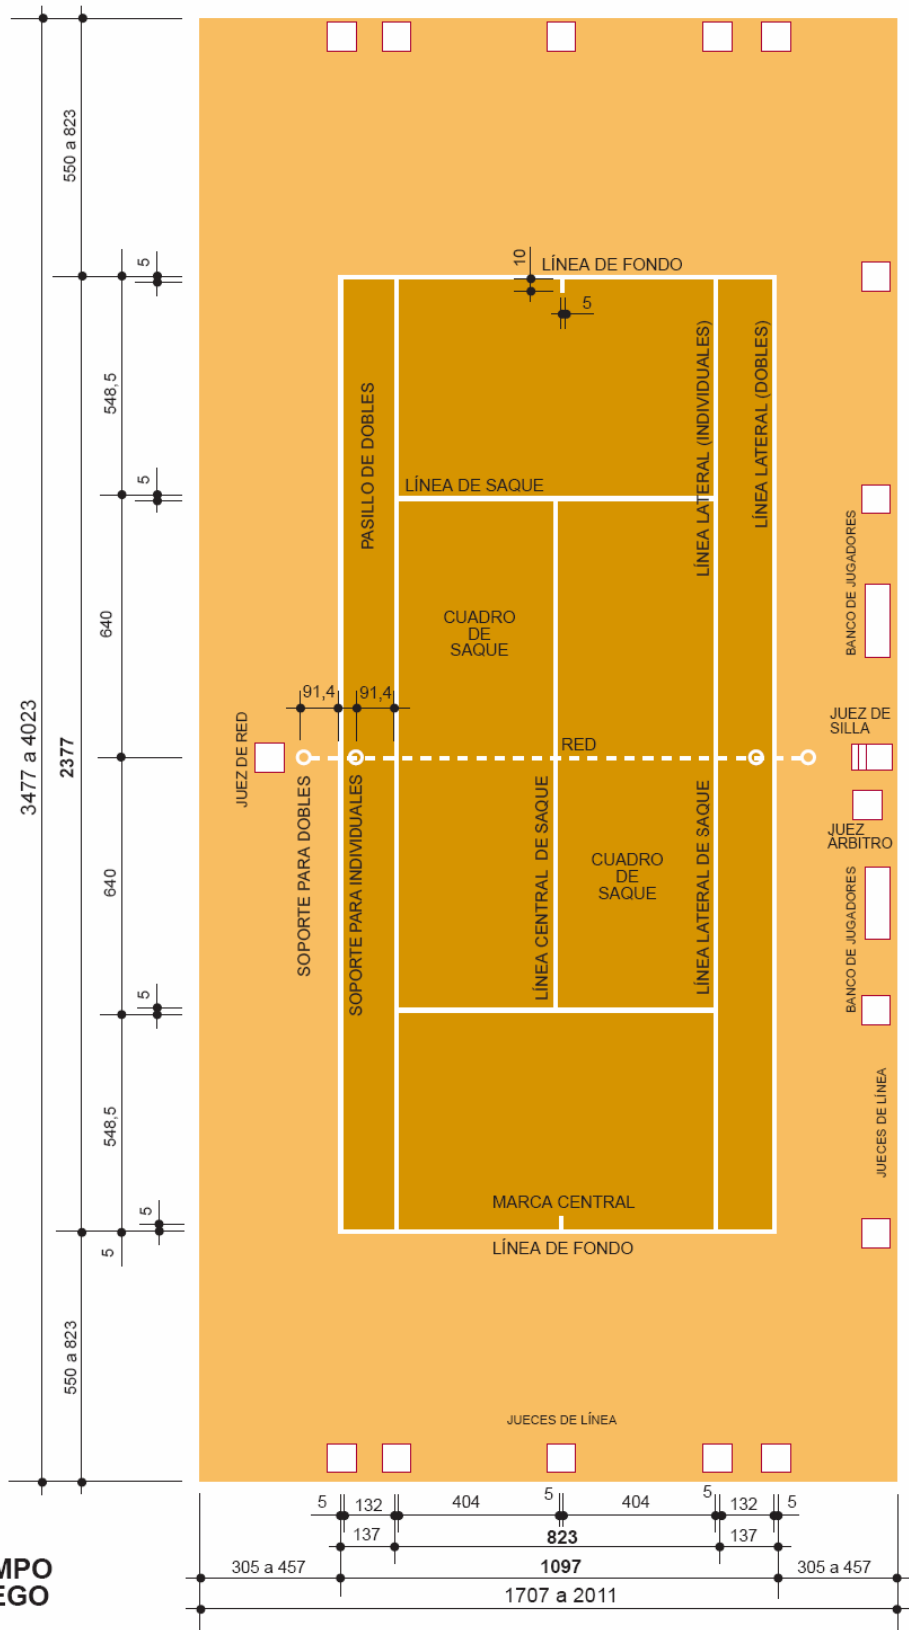 550 a 823
5
10
LÍNEA DE FONDO
5
548,5
PASILLO DE DOBLES
LÍNEA LATERAL (INDIVIDUALES)
LÍNEA LATERAL (DOBLES)
5
LÍNEA DE SAQUE
BANCO DE JUGADORES
640
CUADRO
DE
SAQUE
91,4
91,4
3477 a 4023
2377
JUEZ DE RED
RED
JUEZ DE
SILLA
SOPORTE PARA DOBLES
SOPORTE PARA INDIVIDUALES
LÍNEA CENTRAL DE SAQUE
LÍNEA LATERAL DE SAQUE
JUEZ
ARBITRO
640
CUADRO
DE
SAQUE
BANCO DE JUGADORES
5
548,5
JUECES DE LÍNEA
5
MARCA CENTRAL
5
LÍNEA DE FONDO
550 a 823
JUECES DE LÍNEA
5
132
404
5
404
5
132
5
137
823
137
305 a 457
1097
305 a 457
1707 a 2011
MPO
EGO